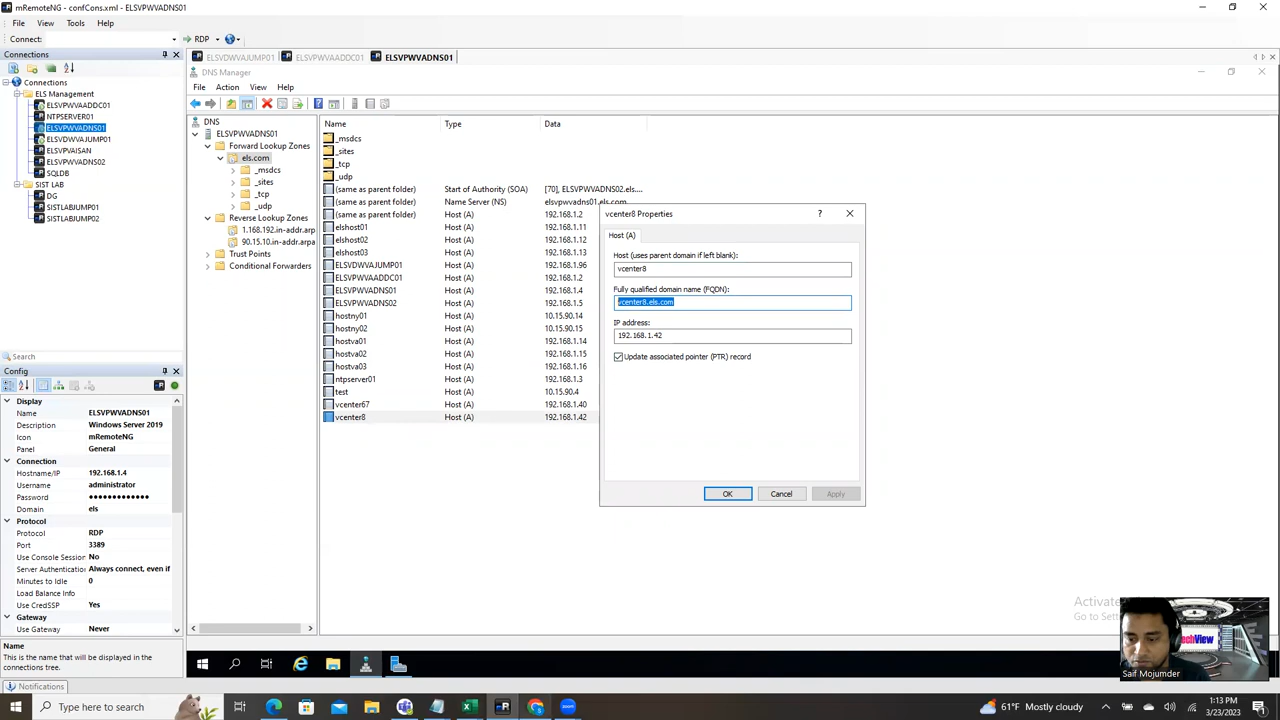 mRemoteNG - confCons.xml - ELSVPWVADNS01
File View Tools Help
Connect: RDP
Connections
Connections
ELS Management
ELSVPWVAADDC01
NTPSERVER01
ELSVPWVADNS01
ELSVDWVAJUMP01
ELSVPVAISAN
ELSVPWVADNS02
SQLDB
SIST LAB
DG
SISTLABJUMP01
SISTLABJUMP02
Search
Config
Display
Name ELSVPWVADNS01
Description Windows Server 2019
Icon mRemoteNG
Panel General
Connection
Hostname/IP 192.168.1.4
Username administrator
Password ••••••••••••••
Domain els
Protocol
Protocol RDP
Port 3389
Use Console Session No
Server Authentication Always connect, even if
Minutes to Idle 0
Load Balance Info
Use CredSSP Yes
Gateway
Use Gateway Never
Name
This is the name that will be displayed in the
connections tree.
Notifications
ELSVDWVAJUMP01 ELSVPWVAADDC01 ELSVPWVADNS01
DNS Manager
File Action View Help
DNS
ELSVPWVADNS01
Forward Lookup Zones
els.com
_msdcs
_sites
_tcp
_udp
Reverse Lookup Zones
1.168.192.in-addr.arp
90.15.10.in-addr.arpa
Trust Points
Conditional Forwarders
Name Type Data
_msdcs
_sites
_tcp
_udp
(same as parent folder) Start of Authority (SOA) [70], ELSVPWVADNS02.els....
(same as parent folder) Name Server (NS) elsvpwvadns01.els.com.
(same as parent folder) Host (A) 192.168.1.2
elshost01 Host (A) 192.168.1.11
elshost02 Host (A) 192.168.1.12
elshost03 Host (A) 192.168.1.13
ELSVDWVAJUMP01 Host (A) 192.168.1.96
ELSVPWVAADDC01 Host (A) 192.168.1.2
ELSVPWVADNS01 Host (A) 192.168.1.4
ELSVPWVADNS02 Host (A) 192.168.1.5
hostny01 Host (A) 10.15.90.14
hostny02 Host (A) 10.15.90.15
hostva01 Host (A) 192.168.1.14
hostva02 Host (A) 192.168.1.15
hostva03 Host (A) 192.168.1.16
ntpserver01 Host (A) 192.168.1.3
test Host (A) 10.15.90.4
vcenter67 Host (A) 192.168.1.40
vcenter8 Host (A) 192.168.1.42
vcenter8 Properties
Host (A)
Host (uses parent domain if left blank):
vcenter8
Fully qualified domain name (FQDN):
vcenter8.els.com
IP address:
192.168.1.42
Update associated pointer (PTR) record
OK Cancel Apply
Saif Mojumder
Type here to search
61°F Mostly cloudy
1:13 PM
3/23/2023